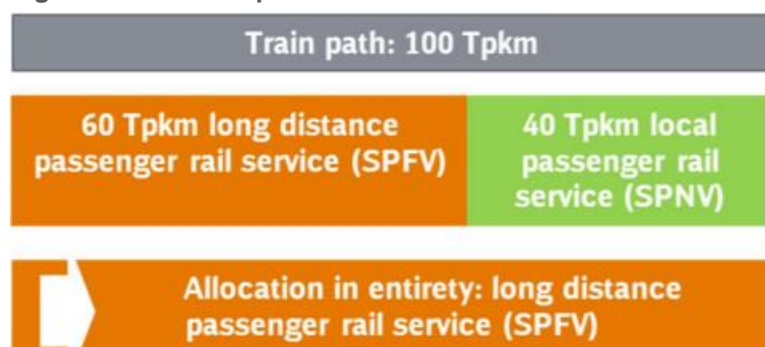 Train path: 100 Tpkm
60 Tpkm long distance
passenger rail service (SPFV)
40 Tpkm local
passenger rail
service (SPNV)
Allocation in entirety: long distance
passenger rail service (SPFV)